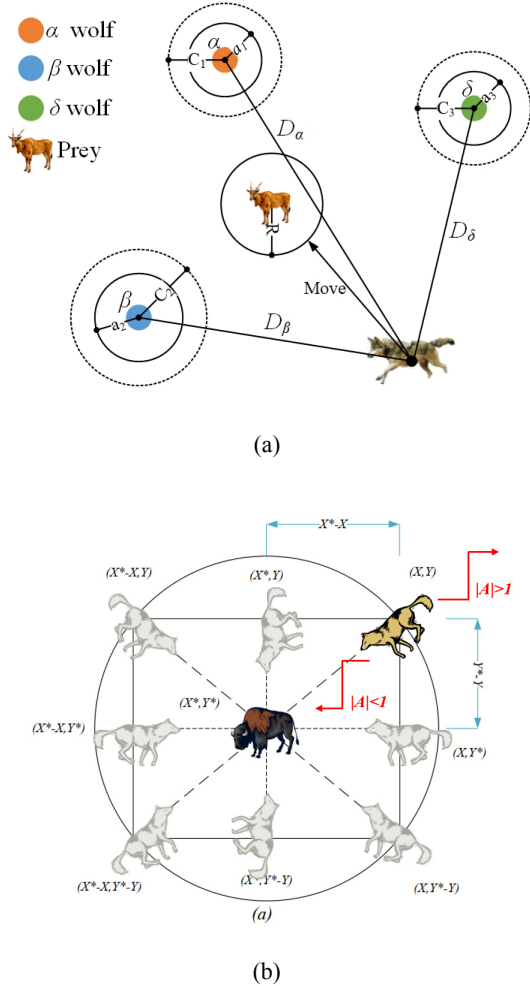 α wolf
β wolf
δ wolf
Prey
α
a1
C1
δ
a3
C3
Dα
R
Dδ
Move
β
C2
a2
Dβ
(a)
X*-X
(X*-X,Y)
(X*,Y)
(X,Y)
|A|>1
Y*-Y
|A|<1
(X*,Y*)
(X*-X,Y*)
(X,Y*)
(X*-X,Y*-Y)
(X*,Y*-Y)
(X,Y*-Y)
(a)
(b)